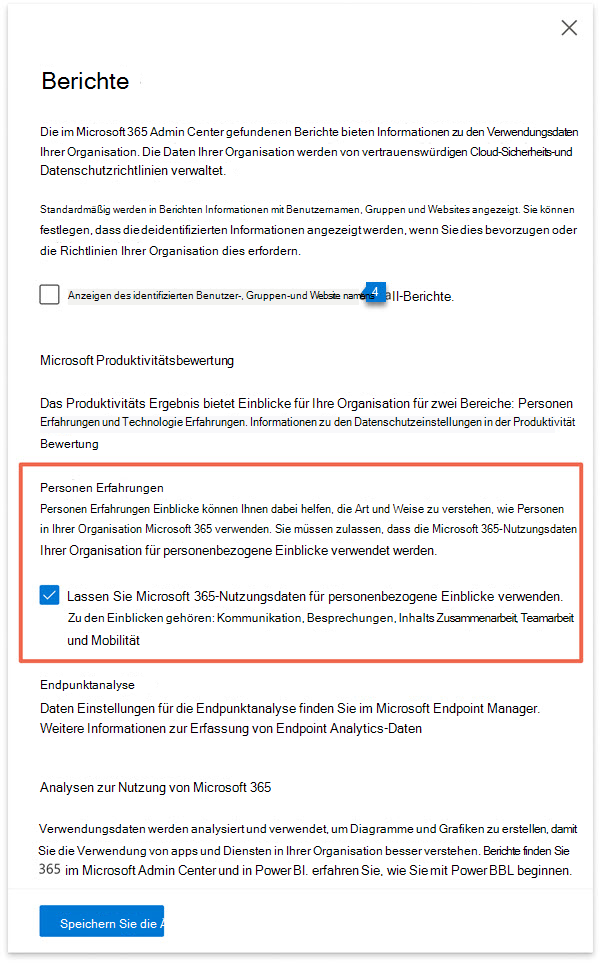 Berichte
Die im Microsoft 365 Admin Center gefundenen Berichte bieten Informationen zu den Verwendungsdaten
Ihrer Organisation. Die Daten Ihrer Organisation werden von vertrauenswürdigen Cloud-Sicherheits-und
Datenschutzrichtlinien verwaltet.
Standardmäßig werden in Berichten Informationen mit Benutzernamen, Gruppen und Websites angezeigt. Sie können
festlegen, dass die deidentifizierten Informationen angezeigt werden, wenn Sie dies bevorzugen oder
die Richtlinien Ihrer Organisation dies erfordern.
Anzeigen des identifizierten Benutzer-, Gruppen-und Website namens 4 all-Berichte.
Microsoft Produktivitätsbewertung
Das Produktivitäts Ergebnis bietet Einblicke für Ihre Organisation für zwei Bereiche: Personen
Erfahrungen und Technologie Erfahrungen. Informationen zu den Datenschutzeinstellungen in der Produktivität
Bewertung
Personen Erfahrungen
Personen Erfahrungen Einblicke können Ihnen dabei helfen, die Art und Weise zu verstehen, wie Personen
in Ihrer Organisation Microsoft 365 verwenden. Sie müssen zulassen, dass die Microsoft 365-Nutzungsdaten
Ihrer Organisation für personenbezogene Einblicke verwendet werden.
Lassen Sie Microsoft 365-Nutzungsdaten für personenbezogene Einblicke verwenden.
Zu den Einblicken gehören: Kommunikation, Besprechungen, Inhalts Zusammenarbeit, Teamarbeit
und Mobilität
Endpunktanalyse
Daten Einstellungen für die Endpunktanalyse finden Sie im Microsoft Endpoint Manager.
Weitere Informationen zur Erfassung von Endpoint Analytics-Daten
Analysen zur Nutzung von Microsoft 365
Verwendungsdaten werden analysiert und verwendet, um Diagramme und Grafiken zu erstellen, damit
Sie die Verwendung von apps und Diensten in Ihrer Organisation besser verstehen. Berichte finden Sie
365 im Microsoft Admin Center und in Power BI. erfahren Sie, wie Sie mit Power BBL beginnen.
Speichern Sie die Ä